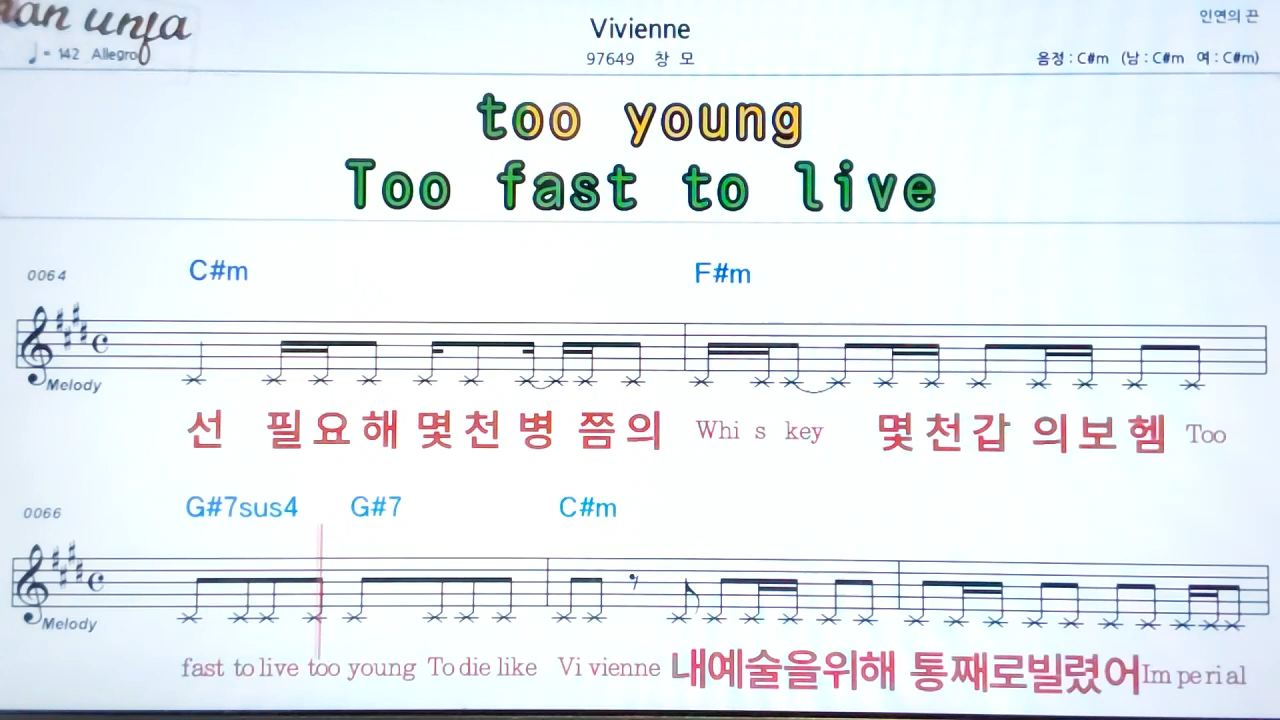 unja
Vivienne
인연의 끈
♩= 142 Allegro
97649 창 모
음정 : C#m (남 : C#m 여 : C#m)
too young
Too fast to live
0064
C#m F#m
Melody
선 필요해 몇천병 쯤의 Whi s key 몇천갑 의보헴 Too
0066
G#7sus4 G#7 C#m
Melody
fast to live too young To die like Vi vienne 내예술을위해 통째로빌렸어 Im pe ri al